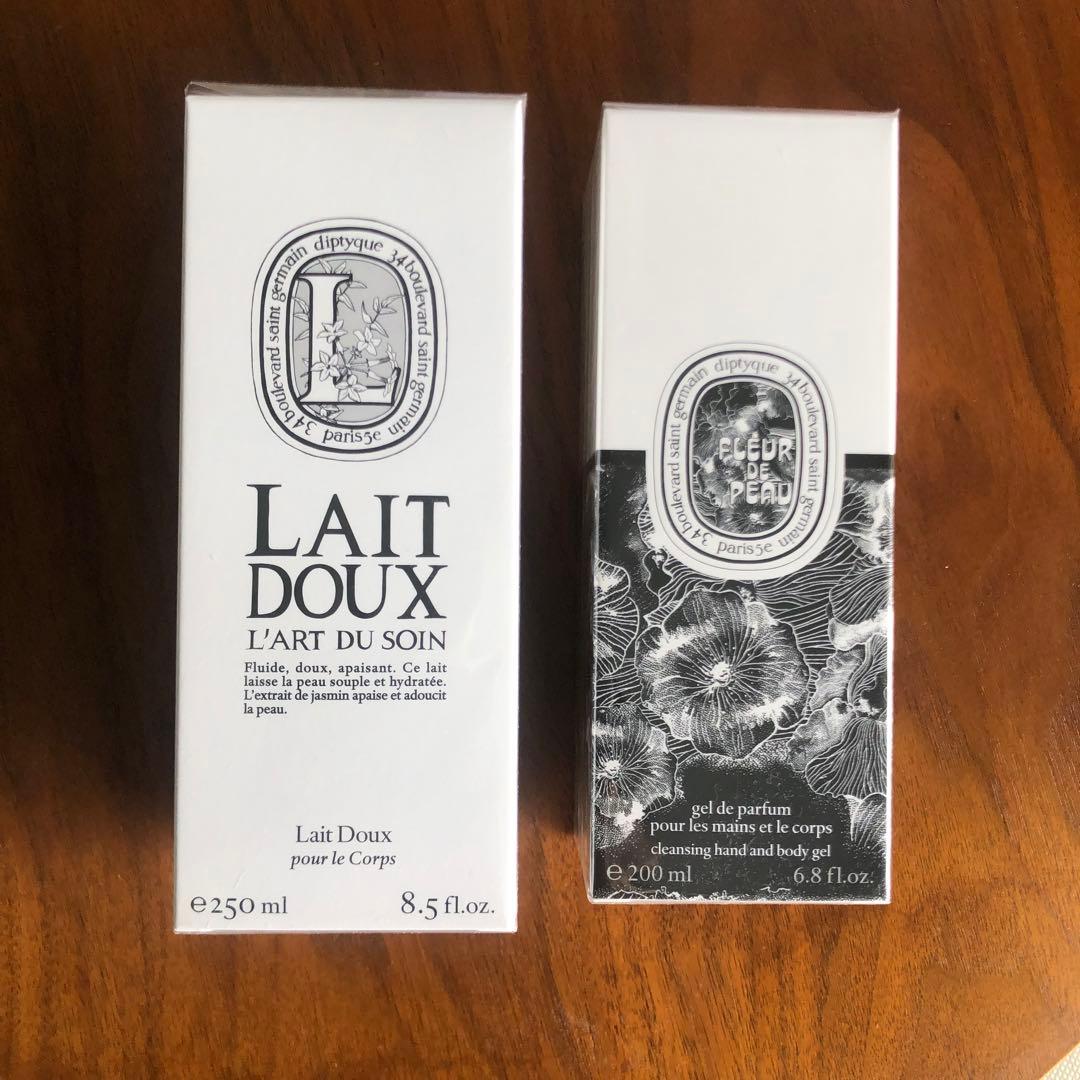 diptyque 34 boulevard saint germain paris5e 34 boulevard saint germain
L
LAIT
DOUX
L'ART DU SOIN
Fluide, doux, apaisant. Ce lait
laisse la peau souple et hydratée.
L'extrait de jasmin apaise et adoucit
la peau.
Lait Doux
pour le Corps
e250 ml 8.5 fl.oz.
diptyque 34 boulevard saint germain paris5e 34 boulevard saint germain
FLEUR
DE
PEAU
gel de parfum
pour les mains et le corps
cleansing hand and body gel
e 200 ml 6.8 fl.oz.